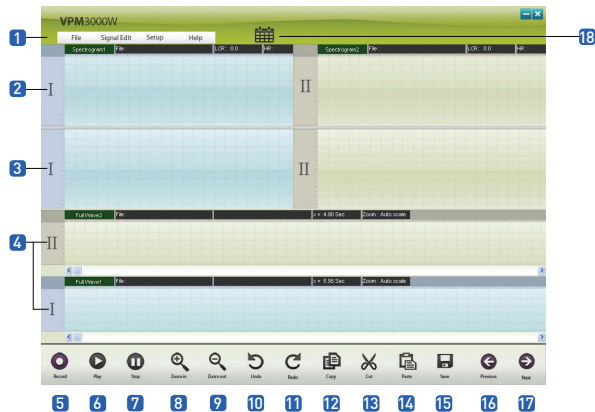 VPM3000W
1
File Signal Edit Setup Help
18
Spectrogram1 File : LCR : 0.0 HR :
Spectrogram2 File : LCR : 0.0 HR :
2
I
II
3
I
II
4
FullWave2 File : x = 4.90 Sec Zoom : Auto scale
II
FullWave1 File : x = 5.95 Sec Zoom : Auto scale
I
Record Play Stop Zoom in Zoom out Undo Redo Copy Cut Paste Save Previous Next
5 6 7 8 9 10 11 12 13 14 15 16 17